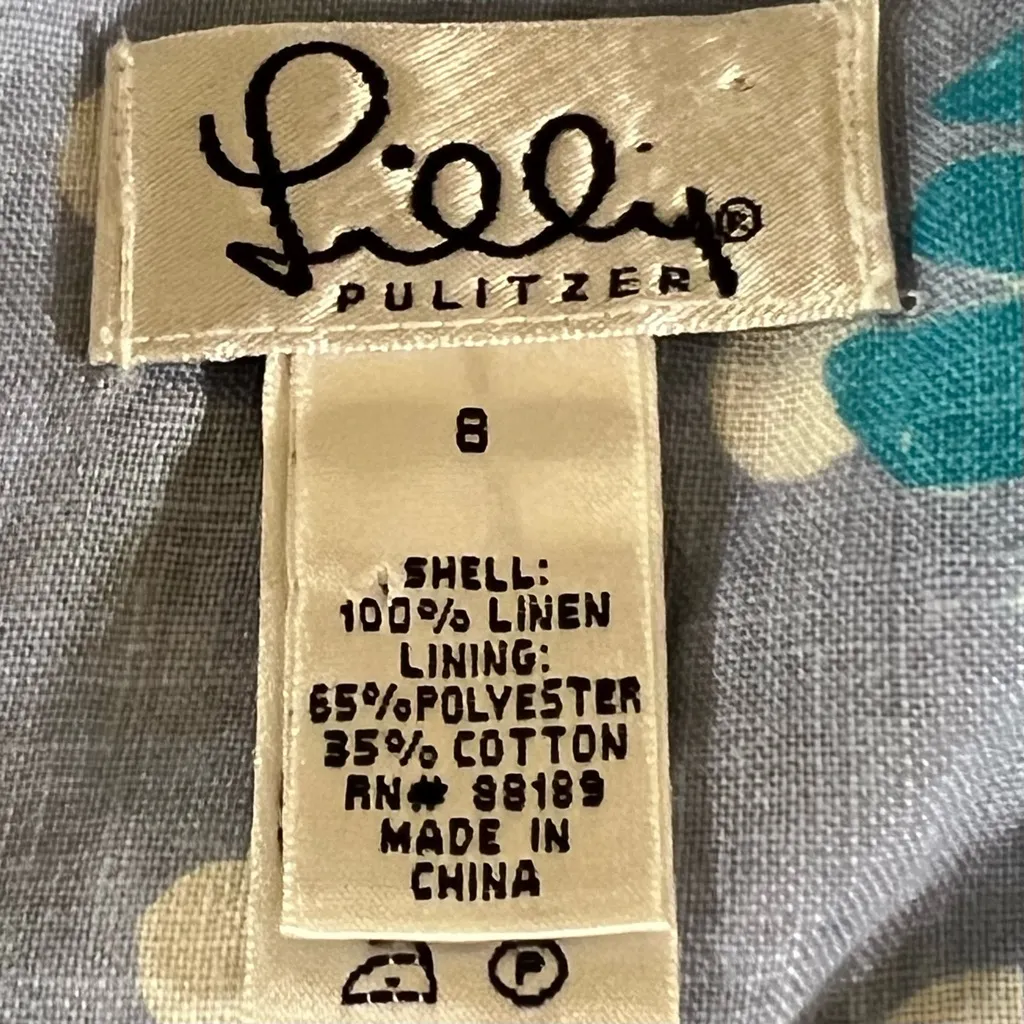 Lilly®
PULITZER
8
SHELL:
100% LINEN
LINING:
65% POLYESTER
35% COTTON
RN# 88189
MADE IN
CHINA
P